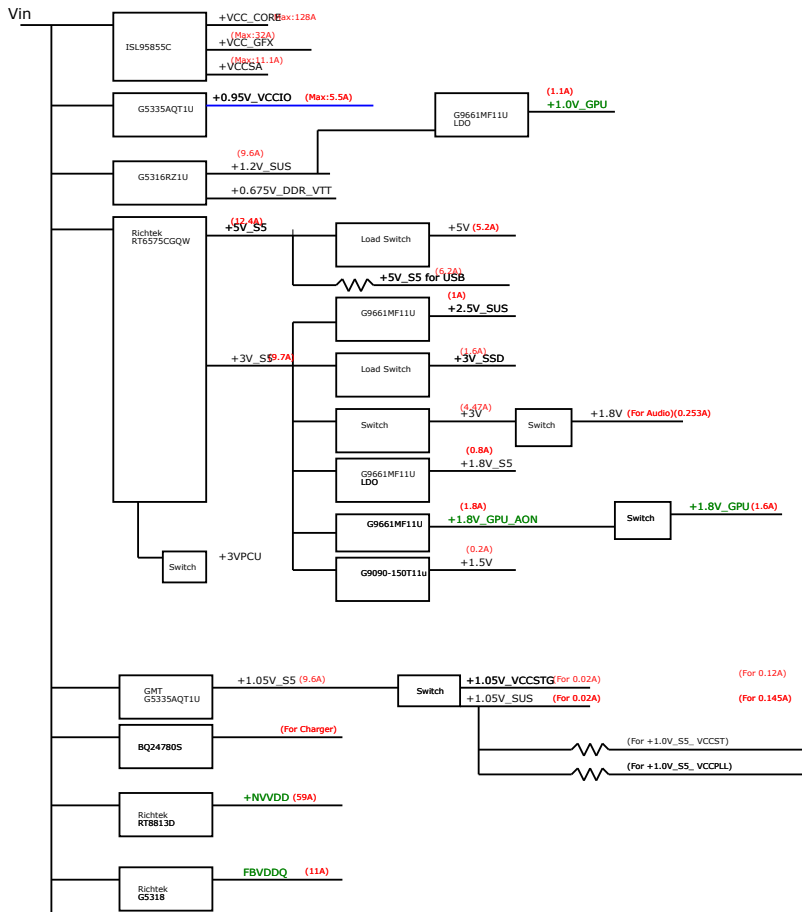 Vin
ISL95855C
+VCC_CORE Max:128A
(Max:32A)
+VCC_GFX
(Max:11.1A)
+VCCSA
G5335AQT1U
+0.95V_VCCIO (Max:5.5A)
G9661MF11U
LDO
(1.1A)
+1.0V_GPU
G5316RZ1U
(9.6A)
+1.2V_SUS
+0.675V_DDR_VTT
Richtek
RT6575CGQW
(12.4A)
+5V_S5
Load Switch
+5V (5.2A)
(6.2A)
+5V_S5 for USB
G9661MF11U
(1A)
+2.5V_SUS
+3V_S5 (9.7A)
Load Switch
(1.6A)
+3V_SSD
Switch
(4.47A)
+3V
Switch
+1.8V (For Audio)(0.253A)
G9661MF11U
LDO
(0.8A)
+1.8V_S5
G9661MF11U
(1.8A)
+1.8V_GPU_AON
Switch
+1.8V_GPU (1.6A)
Switch
+3VPCU
G9090-150T11u
(0.2A)
+1.5V
GMT
G5335AQT1U
+1.05V_S5 (9.6A)
Switch
+1.05V_VCCSTG (For 0.02A)
(For 0.12A)
+1.05V_SUS (For 0.02A)
(For 0.145A)
BQ24780S
(For Charger)
(For +1.0V_S5_ VCCST)
(For +1.0V_S5_ VCCPLL)
Richtek
RT8813D
+NVVDD (59A)
Richtek
G5318
FBVDDQ (11A)